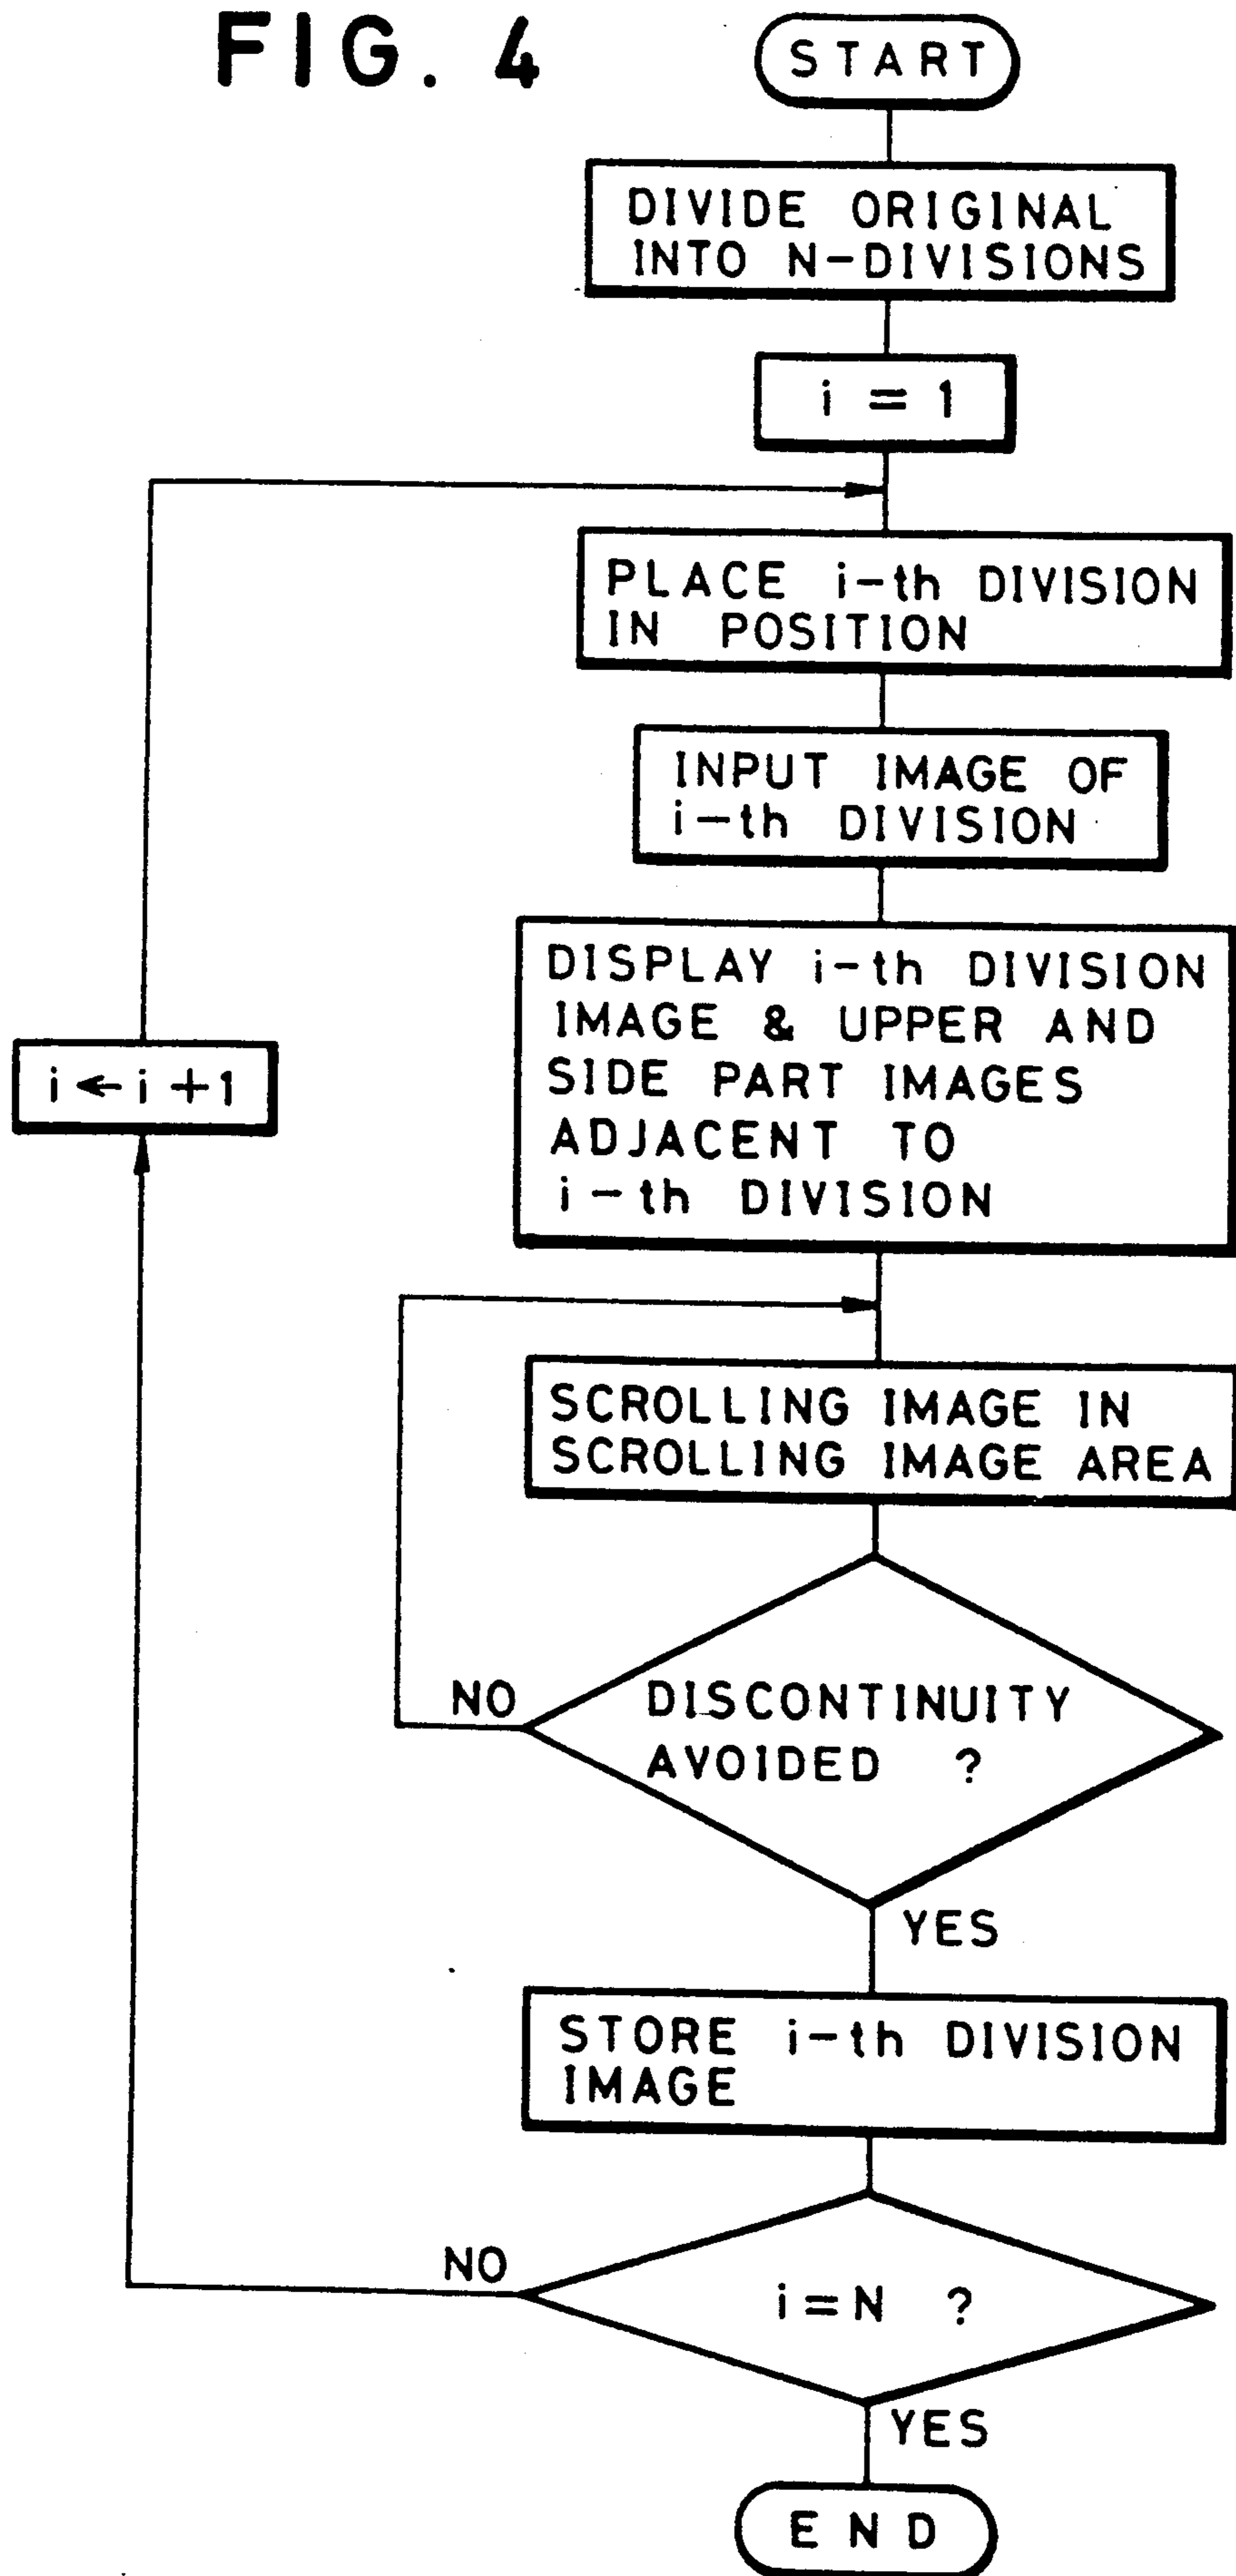 FIG. 4
START
DIVIDE ORIGINAL
INTO N-DIVISIONS
i = 1
PLACE i-th DIVISION
IN POSITION
INPUT IMAGE OF
i-th DIVISION
DISPLAY i-th DIVISION
IMAGE & UPPER AND
SIDE PART IMAGES
ADJACENT TO
i-th DIVISION
i ← i + 1
SCROLLING IMAGE IN
SCROLLING IMAGE AREA
NO
DISCONTINUITY
AVOIDED ?
YES
STORE i-th DIVISION
IMAGE
NO
i = N ?
YES
END